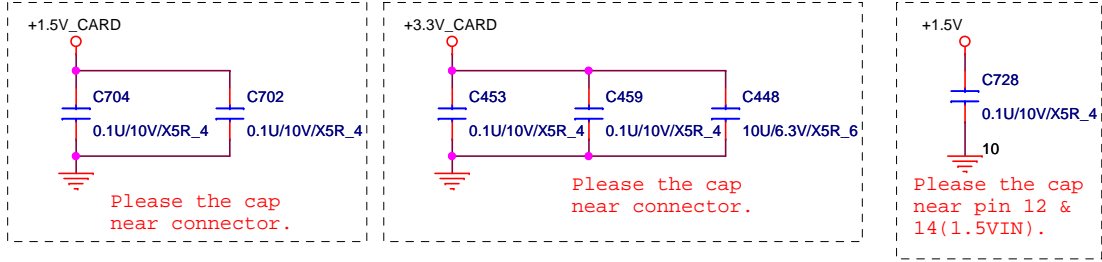 +1.5V_CARD
C704
0.1U/10V/X5R_4
C702
0.1U/10V/X5R_4
Please the cap
near connector.
+3.3V_CARD
C453
0.1U/10V/X5R_4
C459
0.1U/10V/X5R_4
C448
10U/6.3V/X5R_6
Please the cap
near connector.
+1.5V
C728
0.1U/10V/X5R_4
10
Please the cap
near pin 12 &
14(1.5VIN).